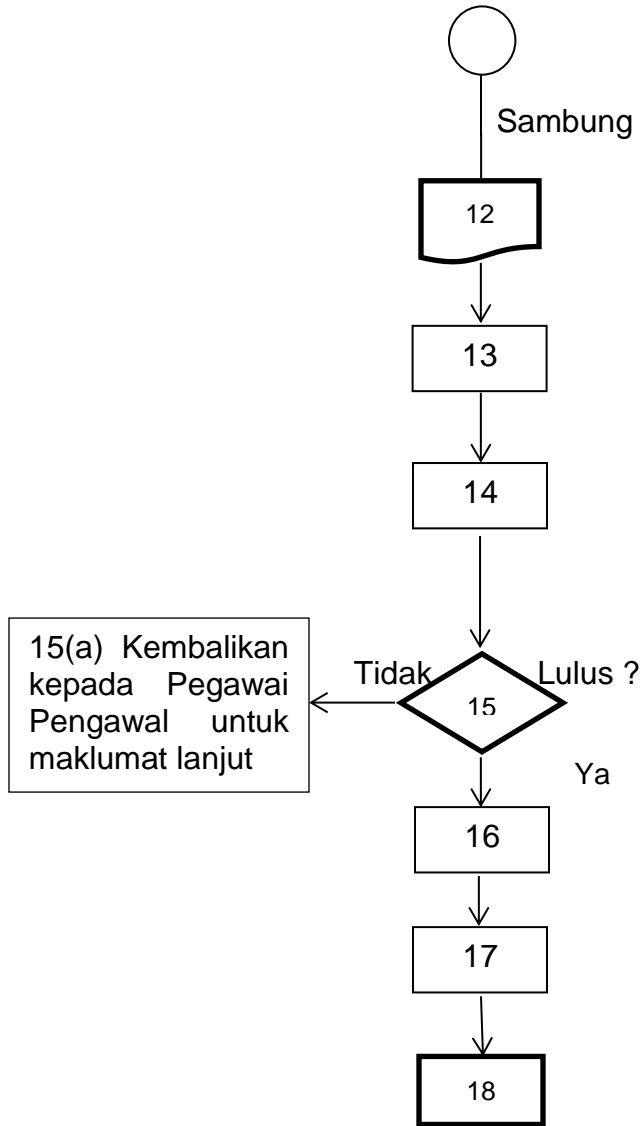 Sambung
12
13
14
15(a) Kembalikan
kepada Pegawai
Pengawal untuk
maklumat lanjut
Tidak
15
Lulus ?
Ya
16
17
18